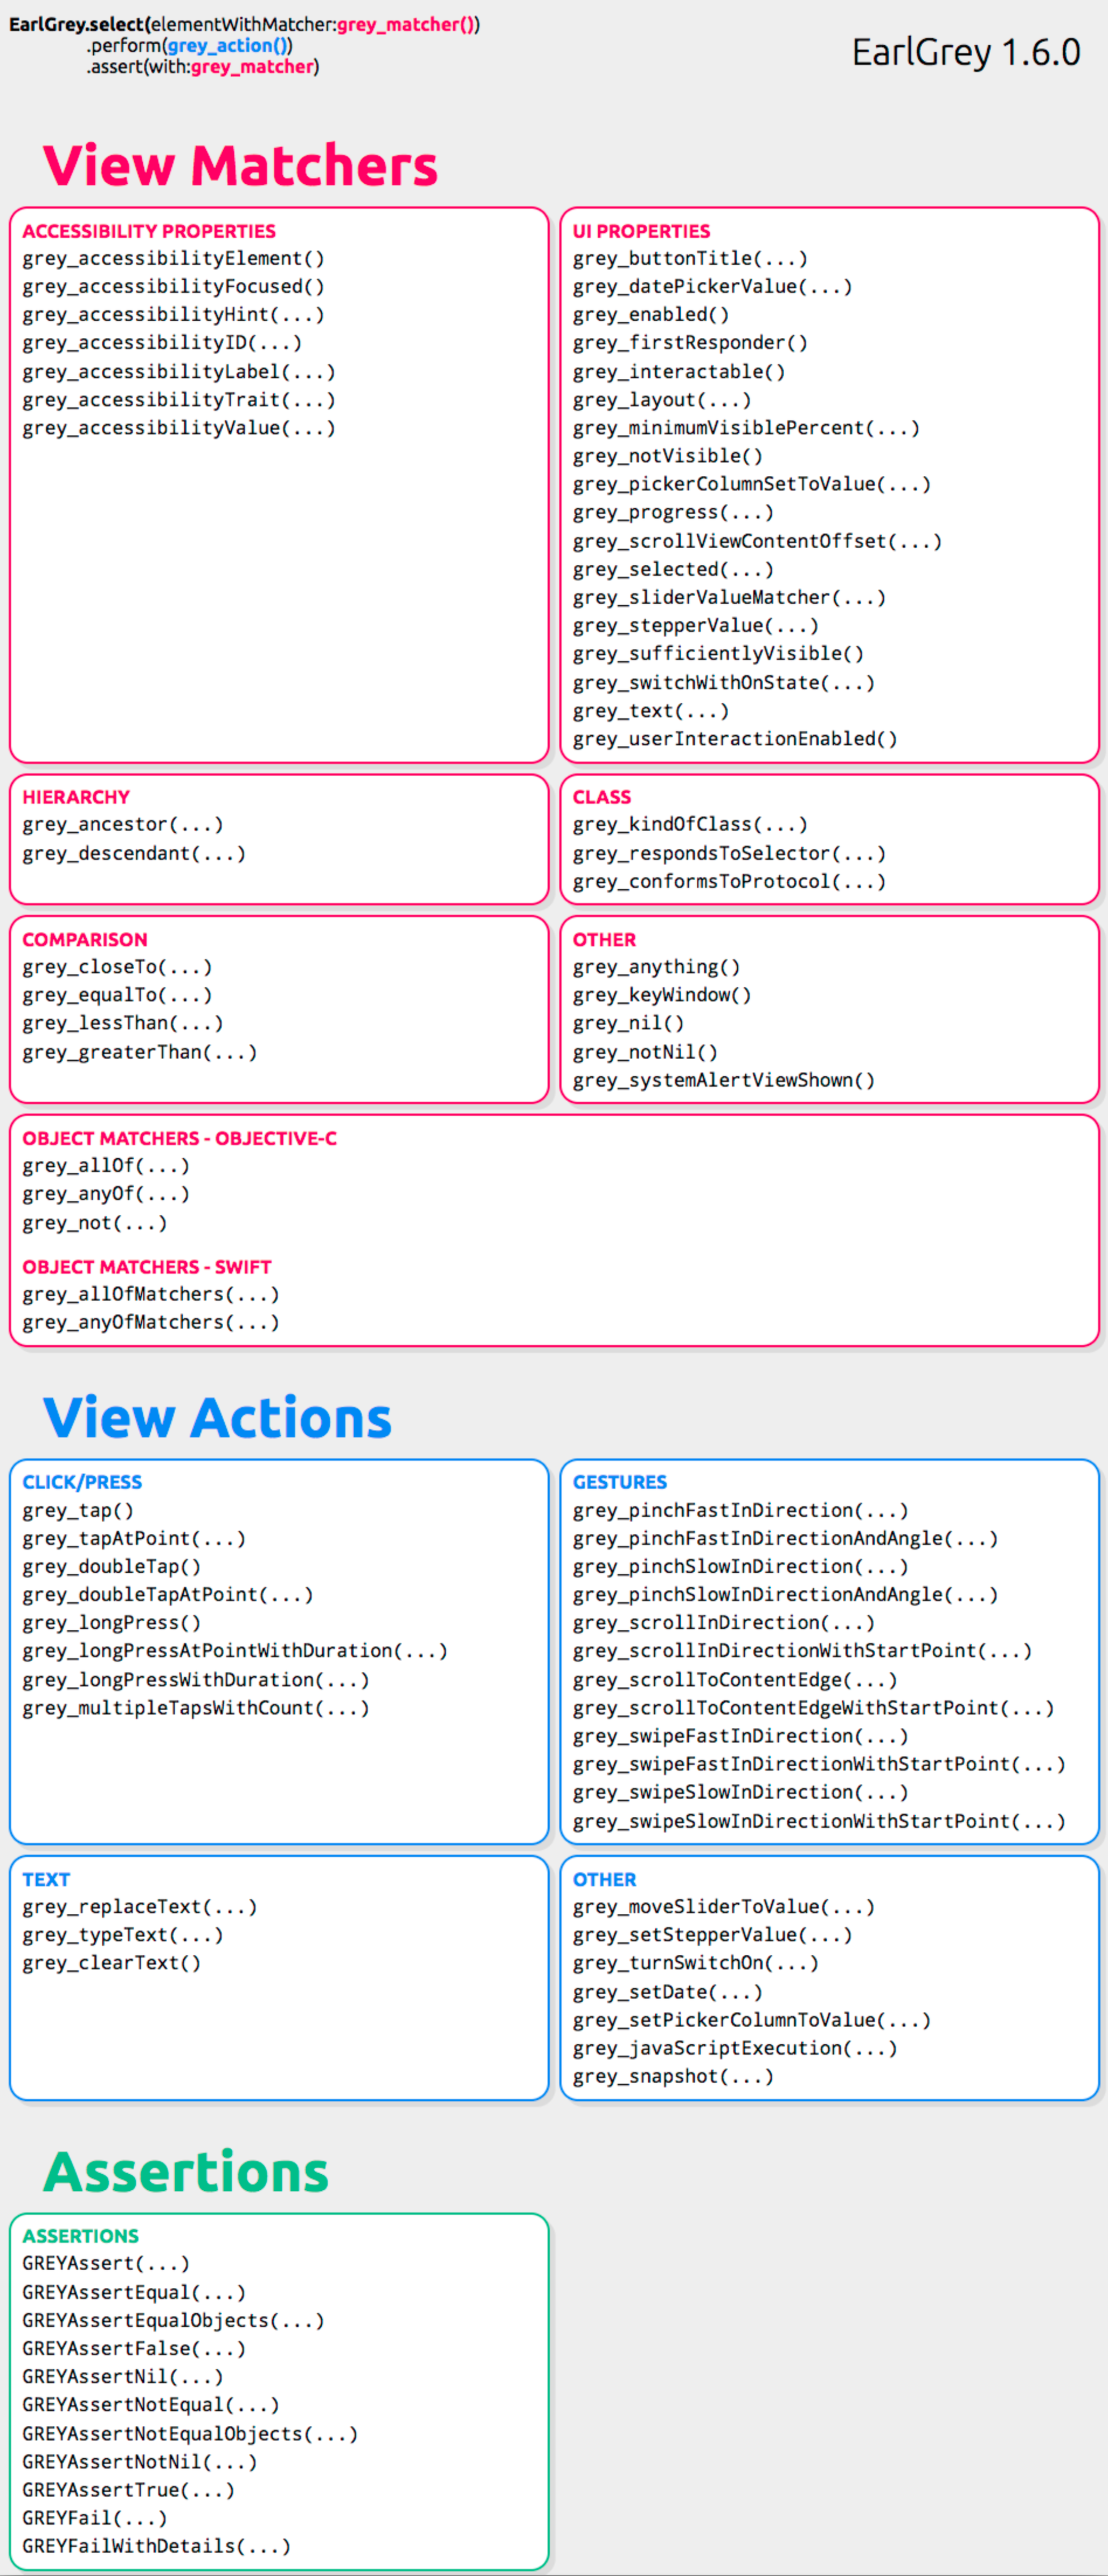 EarlGrey.select(elementWithMatcher:grey_matcher())
.perform(grey_action())
.assert(with:grey_matcher)
EarlGrey 1.6.0
View Matchers
ACCESSIBILITY PROPERTIES
grey_accessibilityElement()
grey_accessibilityFocused()
grey_accessibilityHint(...)
grey_accessibilityID(...)
grey_accessibilityLabel(...)
grey_accessibilityTrait(...)
grey_accessibilityValue(...)
UI PROPERTIES
grey_buttonTitle(...)
grey_datePickerValue(...)
grey_enabled()
grey_firstResponder()
grey_interactable()
grey_layout(...)
grey_minimumVisiblePercent(...)
grey_notVisible()
grey_pickerColumnSetToValue(...)
grey_progress(...)
grey_scrollViewContentOffset(...)
grey_selected(...)
grey_sliderValueMatcher(...)
grey_stepperValue(...)
grey_sufficientlyVisible()
grey_switchWithOnState(...)
grey_text(...)
grey_userInteractionEnabled()
HIERARCHY
grey_ancestor(...)
grey_descendant(...)
CLASS
grey_kindOfClass(...)
grey_respondsToSelector(...)
grey_conformsToProtocol(...)
COMPARISON
grey_closeTo(...)
grey_equalTo(...)
grey_lessThan(...)
grey_greaterThan(...)
OTHER
grey_anything()
grey_keyWindow()
grey_nil()
grey_notNil()
grey_systemAlertViewShown()
OBJECT MATCHERS - OBJECTIVE-C
grey_allOf(...)
grey_anyOf(...)
grey_not(...)
OBJECT MATCHERS - SWIFT
grey_allOfMatchers(...)
grey_anyOfMatchers(...)
View Actions
CLICK/PRESS
grey_tap()
grey_tapAtPoint(...)
grey_doubleTap()
grey_doubleTapAtPoint(...)
grey_longPress()
grey_longPressAtPointWithDuration(...)
grey_longPressWithDuration(...)
grey_multipleTapsWithCount(...)
GESTURES
grey_pinchFastInDirection(...)
grey_pinchFastInDirectionAndAngle(...)
grey_pinchSlowInDirection(...)
grey_pinchSlowInDirectionAndAngle(...)
grey_scrollInDirection(...)
grey_scrollInDirectionWithStartPoint(...)
grey_scrollToContentEdge(...)
grey_scrollToContentEdgeWithStartPoint(...)
grey_swipeFastInDirection(...)
grey_swipeFastInDirectionWithStartPoint(...)
grey_swipeSlowInDirection(...)
grey_swipeSlowInDirectionWithStartPoint(...)
TEXT
grey_replaceText(...)
grey_typeText(...)
grey_clearText()
OTHER
grey_moveSliderToValue(...)
grey_setStepperValue(...)
grey_turnSwitchOn(...)
grey_setDate(...)
grey_setPickerColumnToValue(...)
grey_javaScriptExecution(...)
grey_snapshot(...)
Assertions
ASSERTIONS
GREYAssert(...)
GREYAssertEqual(...)
GREYAssertEqualObjects(...)
GREYAssertFalse(...)
GREYAssertNil(...)
GREYAssertNotEqual(...)
GREYAssertNotEqualObjects(...)
GREYAssertNotNil(...)
GREYAssertTrue(...)
GREYFail(...)
GREYFailWithDetails(...)